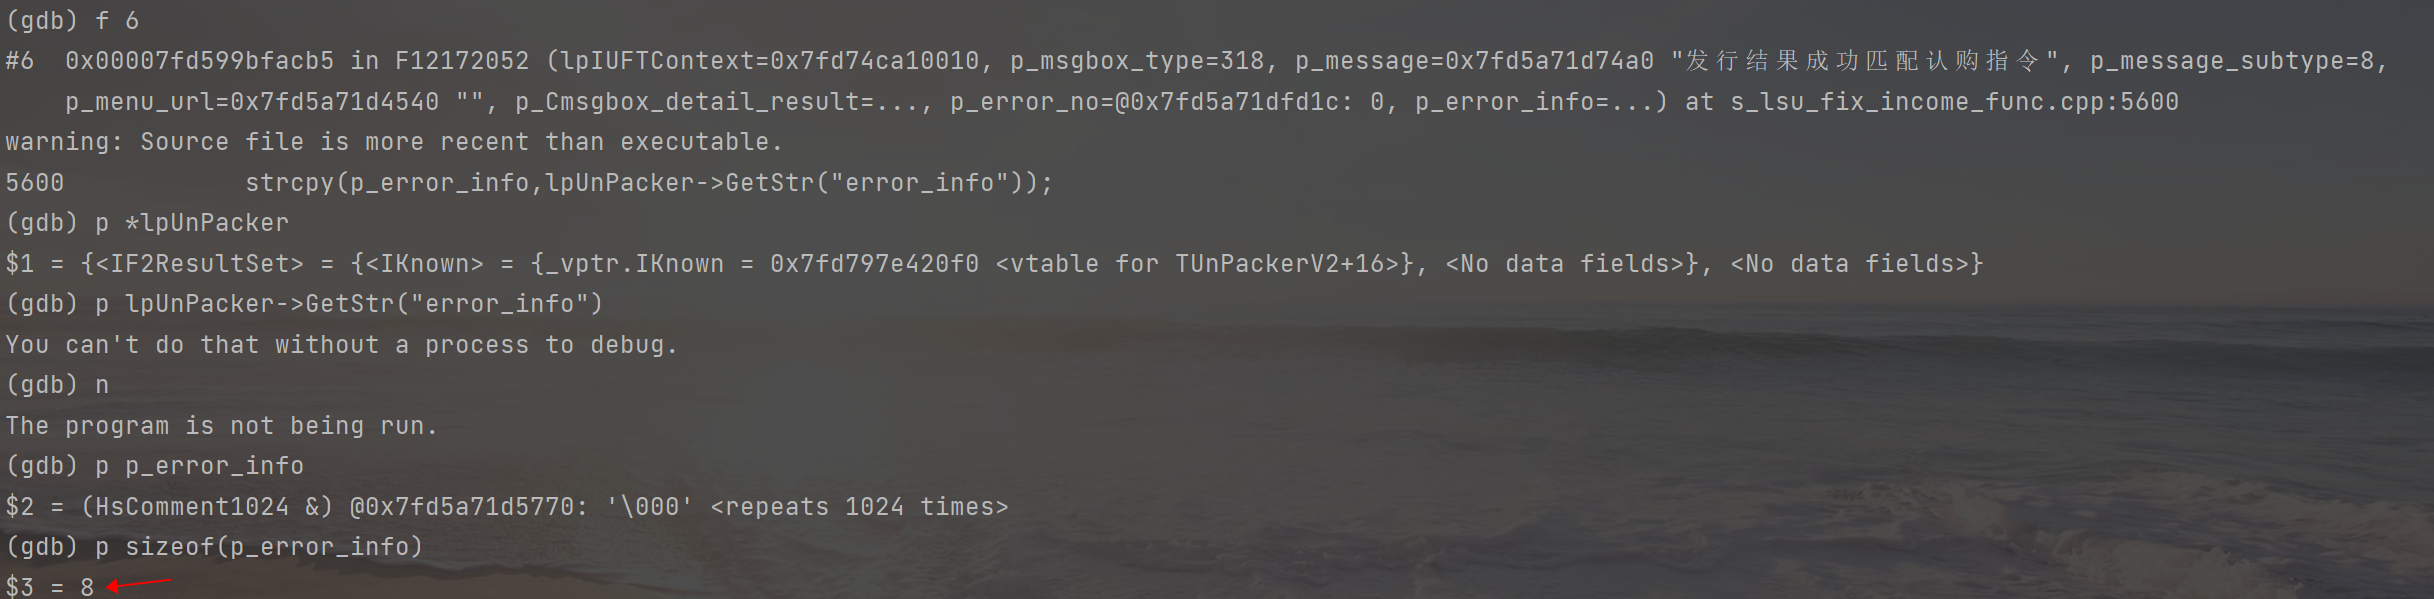 (gdb) f 6
#6  0x00007fd599bfacb5 in F12172052 (lpIUFTContext=0x7fd74ca10010, p_msgbox_type=318, p_message=0x7fd5a71d74a0 "发行结果成功匹配认购指令", p_message_subtype=8,
    p_menu_url=0x7fd5a71d4540 "", p_Cmsgbox_detail_result=..., p_error_no=@0x7fd5a71dfd1c: 0, p_error_info=...) at s_lsu_fix_income_func.cpp:5600
warning: Source file is more recent than executable.
5600            strcpy(p_error_info,lpUnPacker->GetStr("error_info"));
(gdb) p *lpUnPacker
$1 = {<IF2ResultSet> = {<IKnown> = {_vptr.IKnown = 0x7fd797e420f0 <vtable for TUnPackerV2+16>}, <No data fields>}, <No data fields>}
(gdb) p lpUnPacker->GetStr("error_info")
You can't do that without a process to debug.
(gdb) n
The program is not being run.
(gdb) p p_error_info
$2 = (HsComment1024 &) @0x7fd5a71d5770: '\000' <repeats 1024 times>
(gdb) p sizeof(p_error_info)
$3 = 8